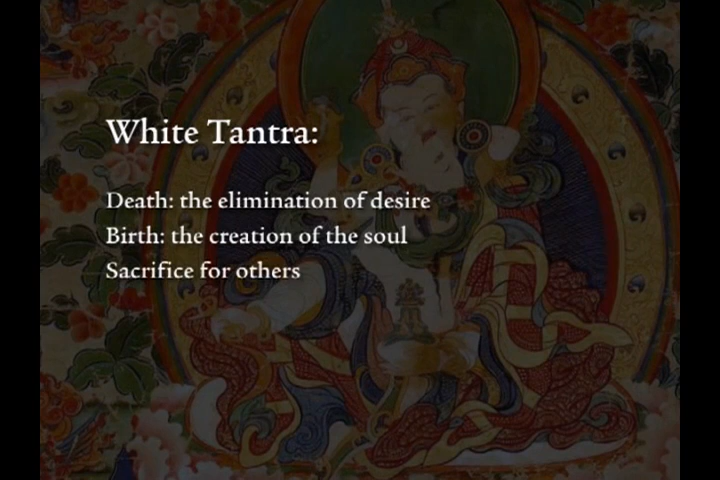 White Tantra:
Death: the elimination of desire
Birth: the creation of the soul
Sacrifice for others